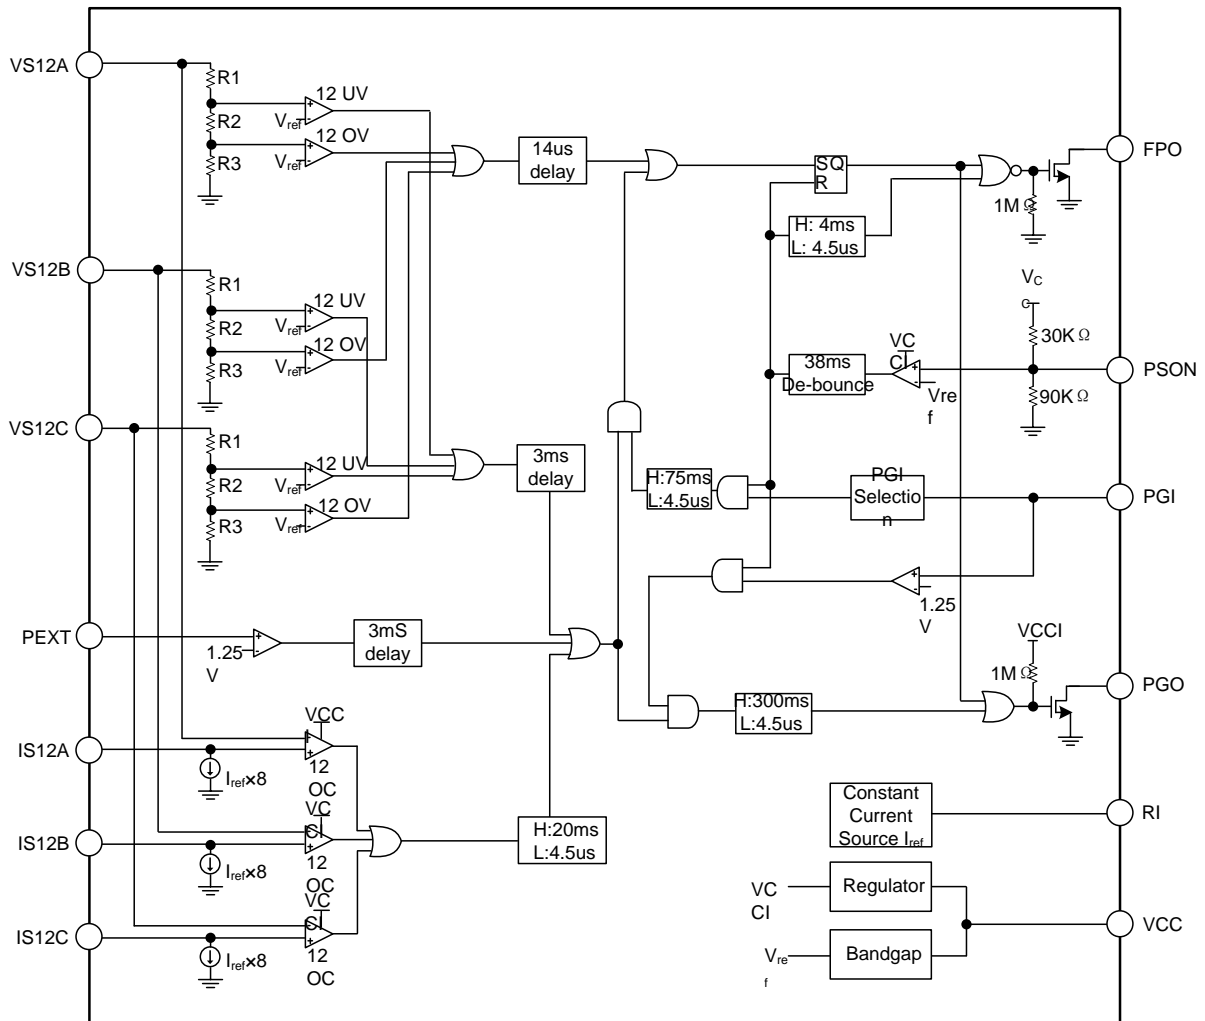 VS12A
R1
12 UV
R2
Vref
12 OV
R3
Vref
14us
delay
SQ
R
FPO
1MΩ
H: 4ms
L: 4.5us
VS12B
R1
12 UV
R2
Vref
12 OV
R3
Vref
VC
C
30KΩ
VC
CI
38ms
De-bounce
Vre
f
PSON
90KΩ
VS12C
R1
12 UV
R2
Vref
12 OV
R3
Vref
3ms
delay
H:75ms
L:4.5us
PGI
Selectio
n
PGI
1.25
V
PEXT
1.25
V
3mS
delay
VCCI
1MΩ
PGO
H:300ms
L:4.5us
VCC
IS12A
Iref×8
12
OC
VC
CI
IS12B
Iref×8
12
OC
H:20ms
L:4.5us
VC
CI
IS12C
Iref×8
12
OC
Constant
Current
Source Iref
RI
VC
CI
Regulator
VCC
Vre
f
Bandgap